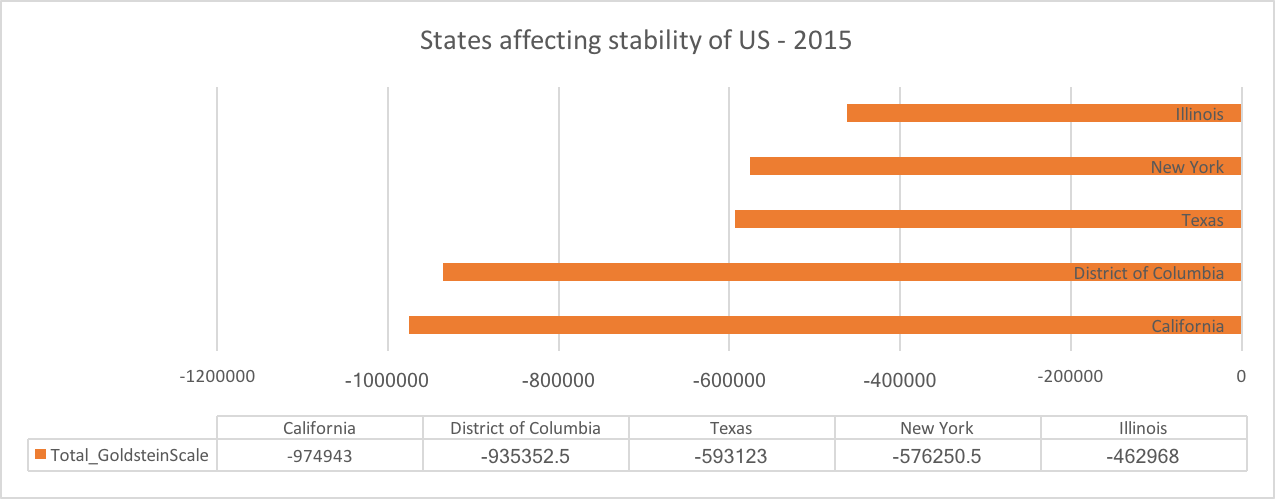 States affecting stability of US - 2015
Illinois
New York
Texas
District of Columbia
California
-1200000 -1000000 -800000 -600000 -400000 -200000 0
California District of Columbia Texas New York Illinois
Total_GoldsteinScale -974943 -935352.5 -593123 -576250.5 -462968